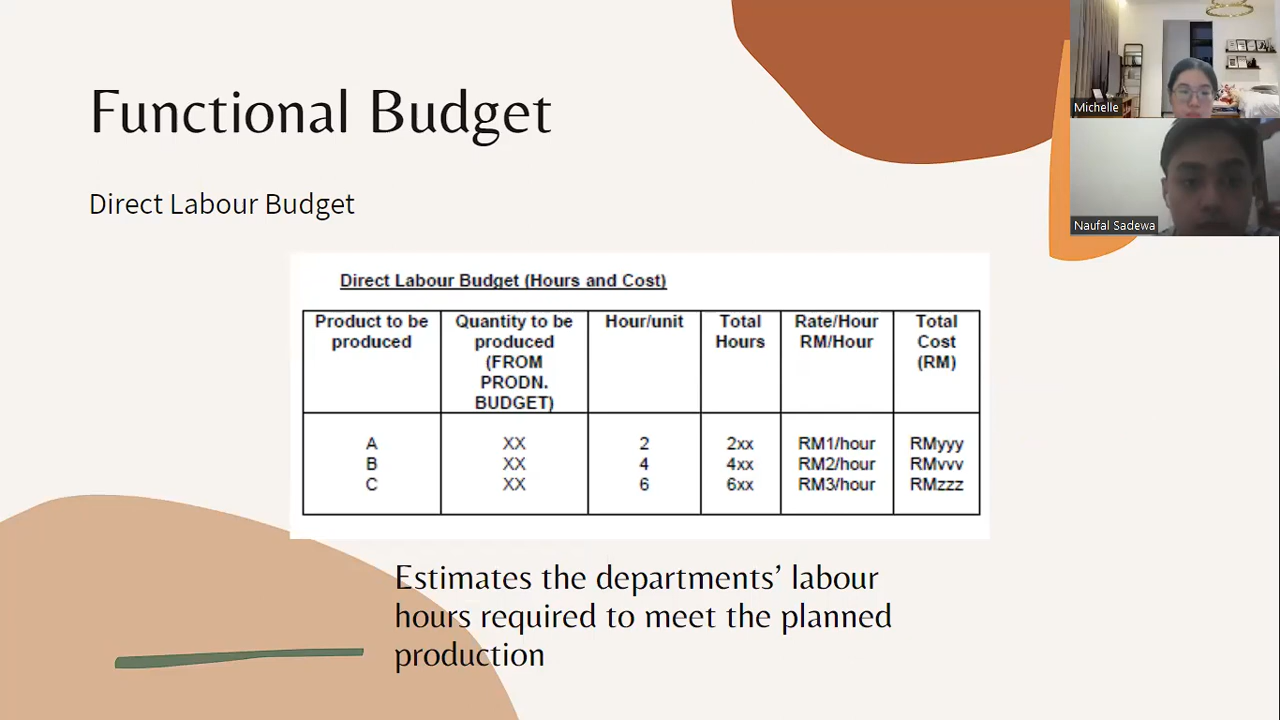 Functional Budget
Michelle
Naufal Sadewa
Direct Labour Budget
Direct Labour Budget (Hours and Cost)
Product to be produced | Quantity to be produced (FROM PRODN. BUDGET) | Hour/unit | Total Hours | Rate/Hour RM/Hour | Total Cost (RM)
A XX 2 2xx RM1/hour RMyyy
B XX 4 4xx RM2/hour RMvvv
C XX 6 6xx RM3/hour RMzzz
Estimates the departments’ labour
hours required to meet the planned
production